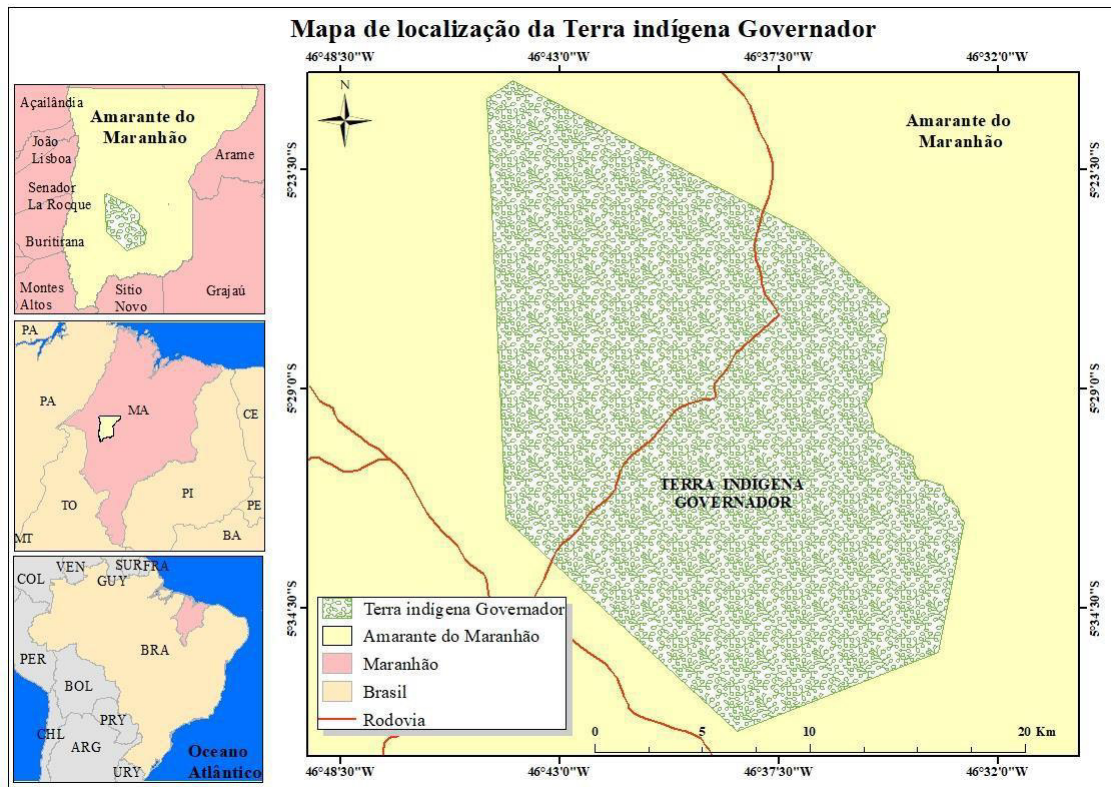 Mapa de localização da Terra indígena Governador
46°48'30"W
46°43'0"W
46°37'30"W
46°32'0"W
Açailândia
Amarante do
Maranhão
João
Lisboa
Arame
Senador
La Rocque
Buritirana
Montes
Altos
Sitio
Novo
Grajaú
PA
PA
MA
CE
TO
PI
PE
MT
BA
VEN
SUR
FRA
COL
GUY
PER
BRA
BOL
PRY
CHL
ARG
URY
Oceano
Atlântico
N
Amarante do
Maranhão
5°23'30"S
5°23'30"S
5°29'0"S
5°29'0"S
TERRA INDÍGENA
GOVERNADOR
5°34'30"S
5°34'30"S
Terra indígena Governador
Amarante do Maranhão
Maranhão
Brasil
Rodovia
0 5 10 20 Km
46°48'30"W
46°43'0"W
46°37'30"W
46°32'0"W